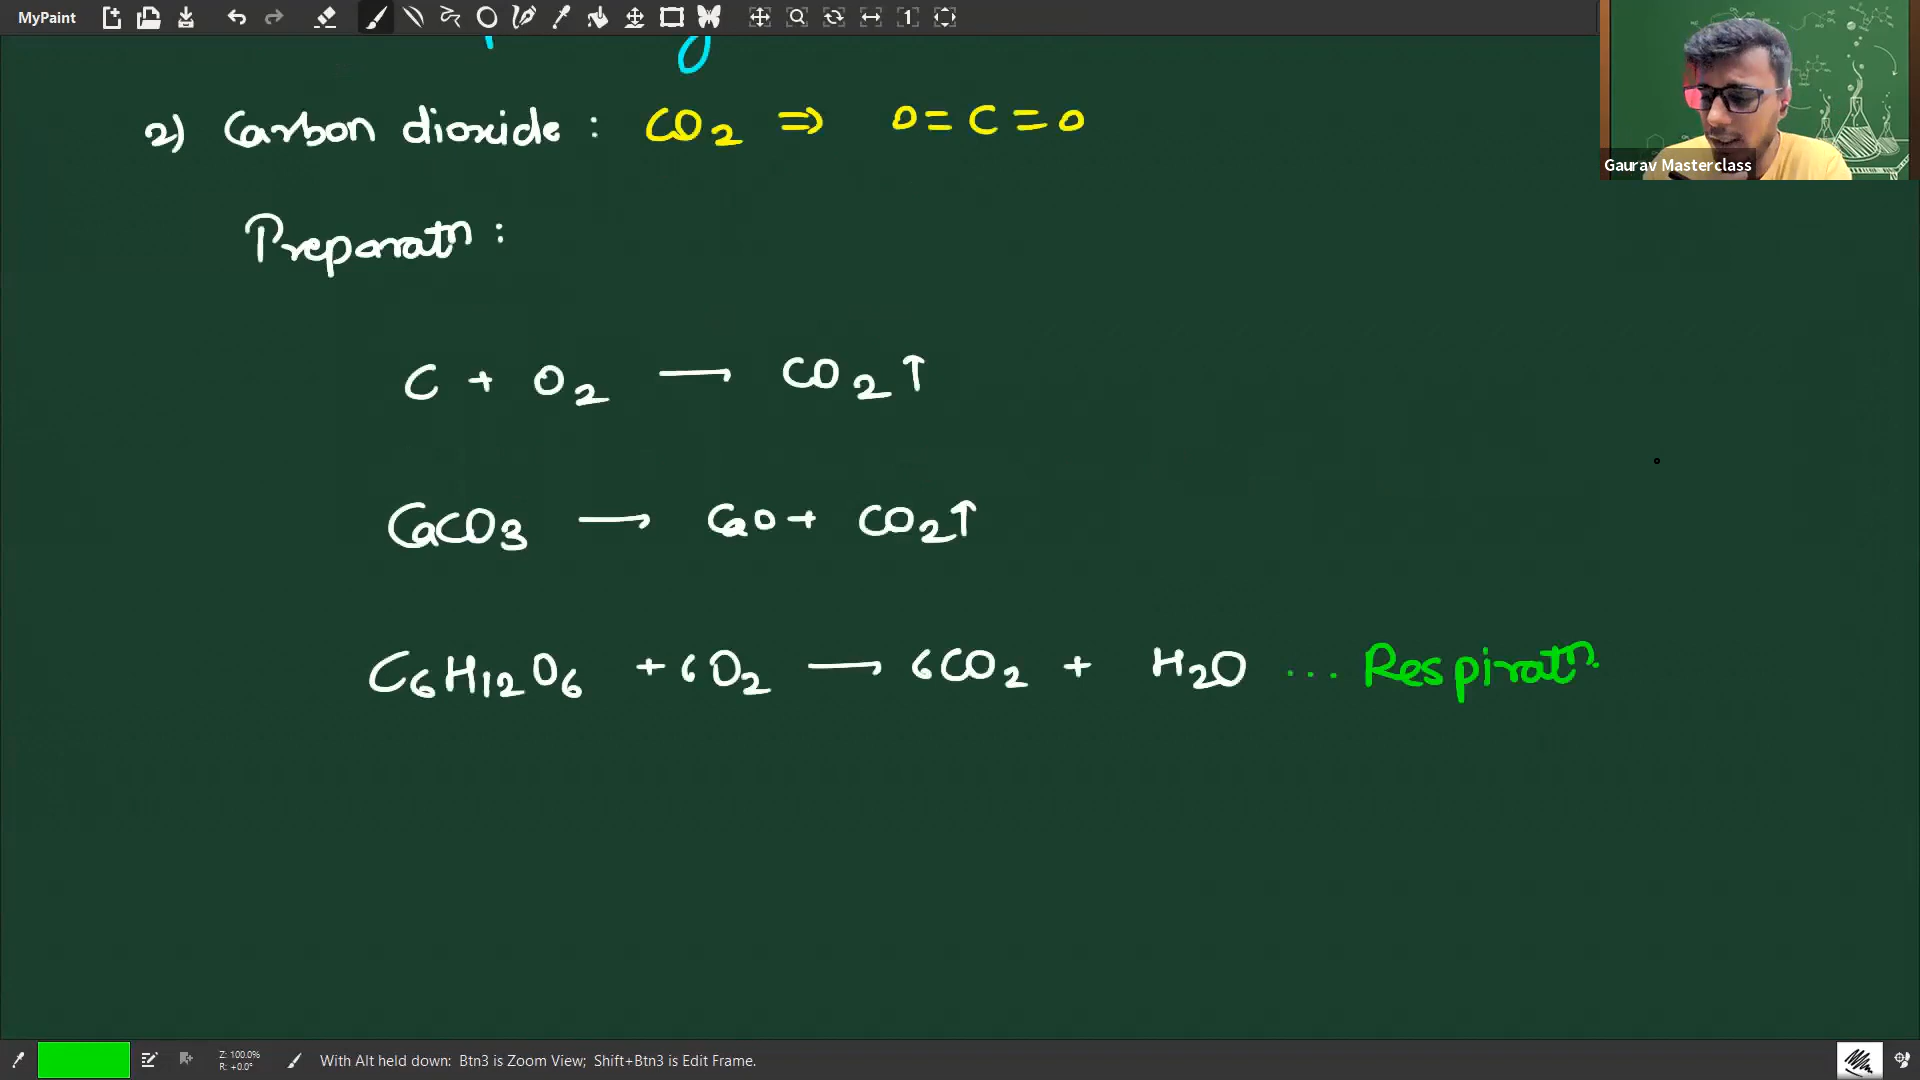 MyPaint
Gaurav Masterclass
2) Carbon dioxide : CO2 ⇒ O=C=O
Preparatn :
C + O2 → CO2 ↑
CaCO3 → CaO + CO2 ↑
C6H12O6 + 6O2 → 6CO2 + H2O ... Respiratn.
Z: 100.0%
R: +0.0°
With Alt held down: Btn3 is Zoom View; Shift+Btn3 is Edit Frame.